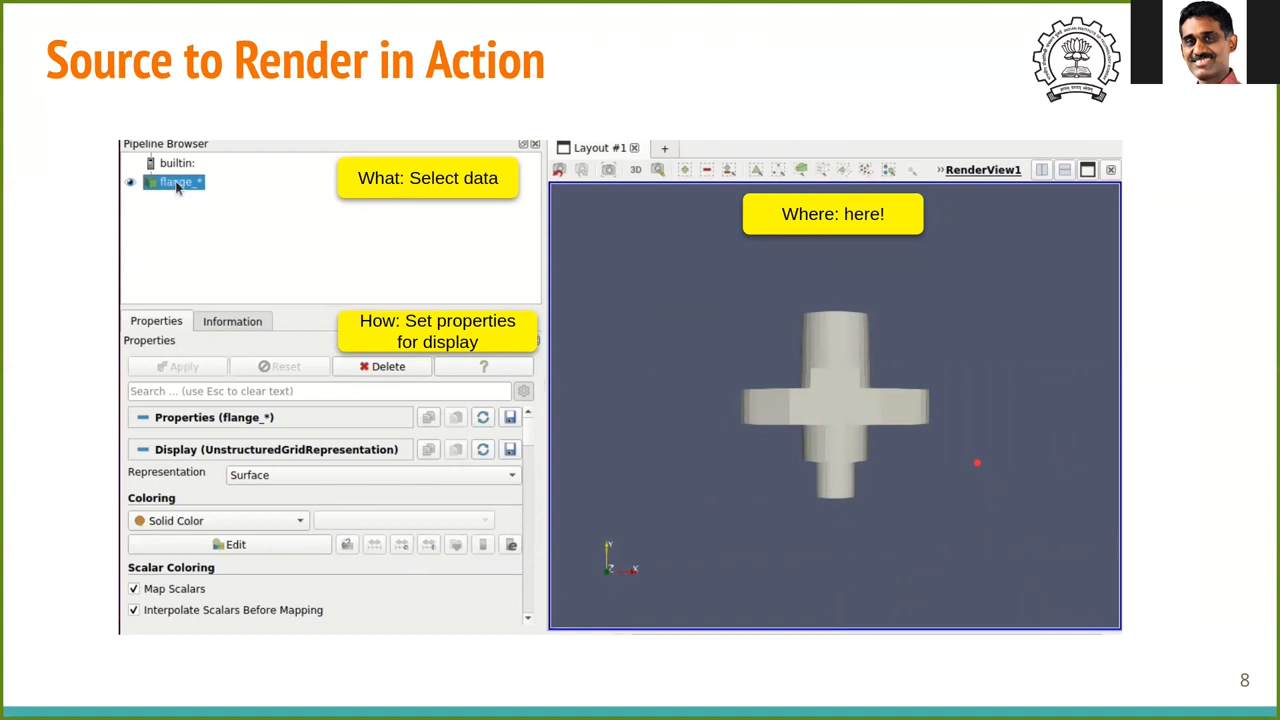 Source to Render in Action
Pipeline Browser
builtin:
flange_*
What: Select data
Layout #1
+
3D
»RenderView1
Where: here!
Properties
Information
How: Set properties
for display
Properties
Apply
Reset
Delete
?
Search ... (use Esc to clear text)
Properties (flange_*)
Display (UnstructuredGridRepresentation)
Representation
Surface
Coloring
Solid Color
Edit
Scalar Coloring
Map Scalars
Interpolate Scalars Before Mapping
Y
Z
X
8